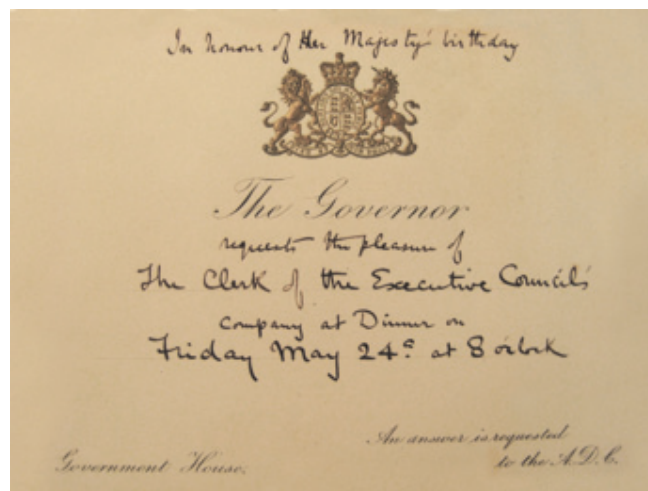 In honour of Her Majesty's birthday
The Governor
requests the pleasure of
The Clerk of the Executive Council's
company at Dinner on
Friday May 24th at 8 o'clock
An answer is requested
Government House.
to the A.D.C.